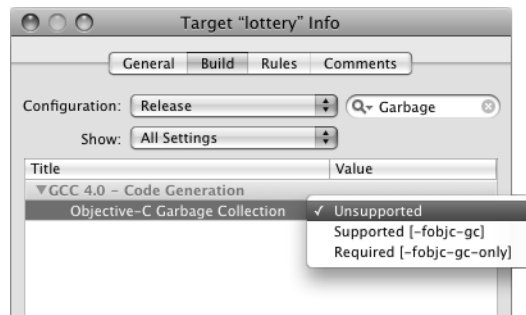 Target “lottery” Info
General Build Rules Comments
Configuration: Release Garbage
Show: All Settings
Title Value
GCC 4.0 – Code Generation
Objective-C Garbage Collection ✓ Unsupported
Supported [-fobjc-gc]
Required [-fobjc-gc-only]